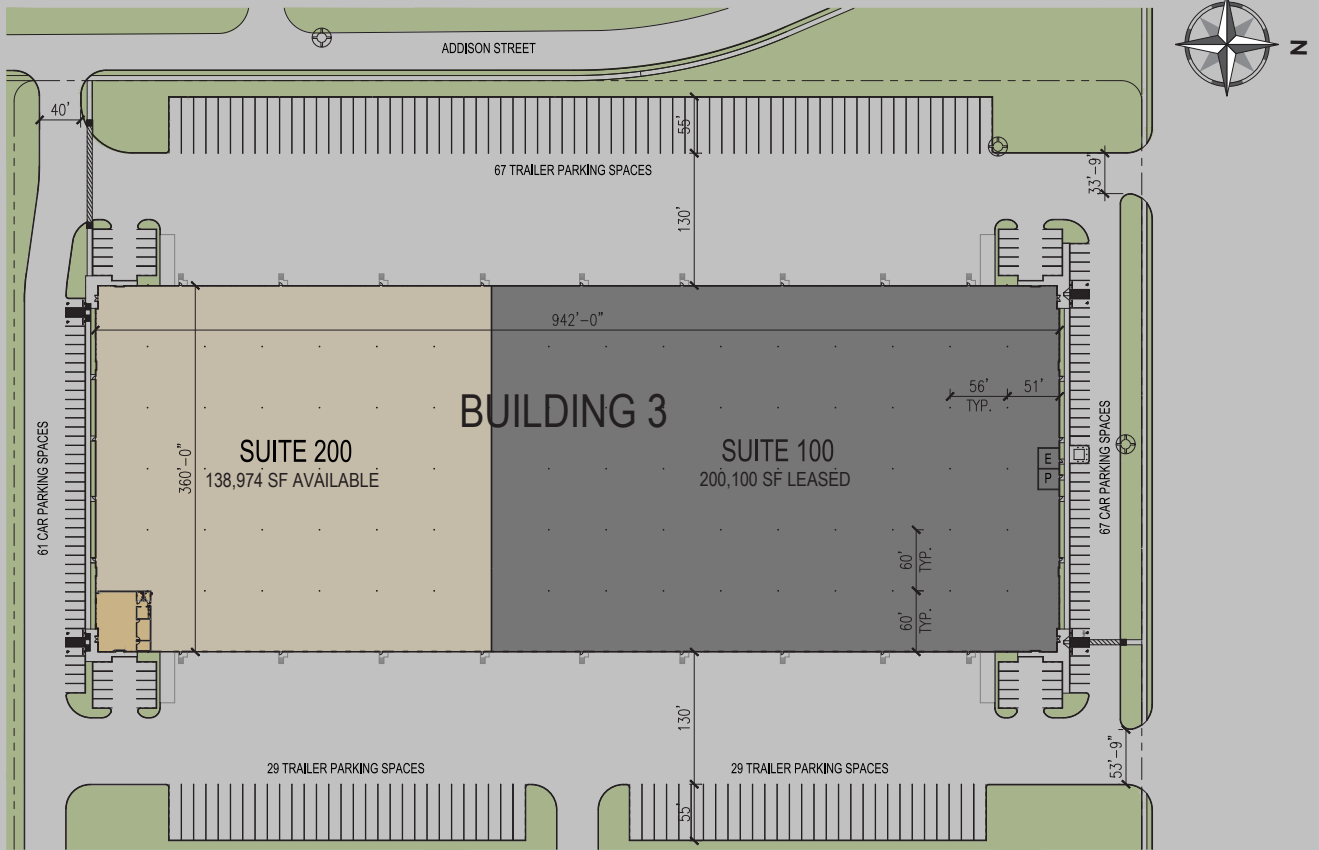 ADDISON STREET
N
40'
55'
67 TRAILER PARKING SPACES
33'-9"
130'
942'-0"
56'
TYP.
51'
BUILDING 3
SUITE 200
138,974 SF AVAILABLE
SUITE 100
200,100 SF LEASED
360'-0"
61 CAR PARKING SPACES
67 CAR PARKING SPACES
E
P
60'
TYP.
60'
TYP.
130'
53'-9"
29 TRAILER PARKING SPACES
29 TRAILER PARKING SPACES
55'